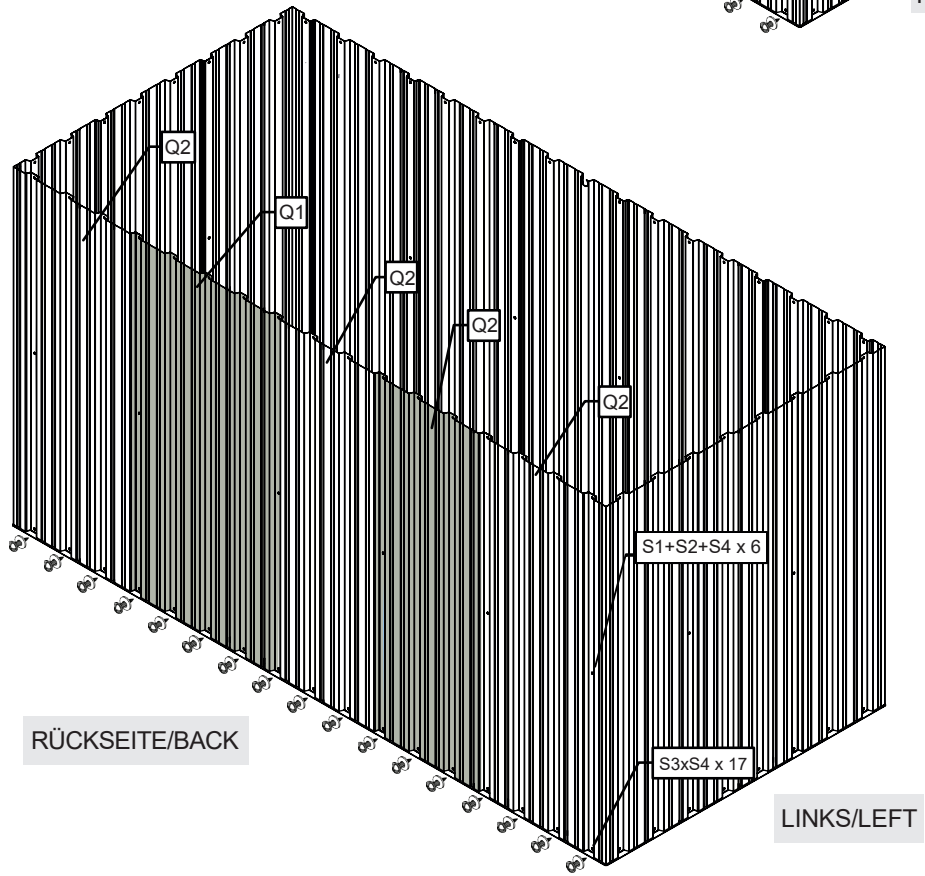 Q2
Q1
Q2
Q2
Q2
S1+S2+S4 x 6
S3xS4 x 17
RÜCKSEITE/BACK
LINKS/LEFT